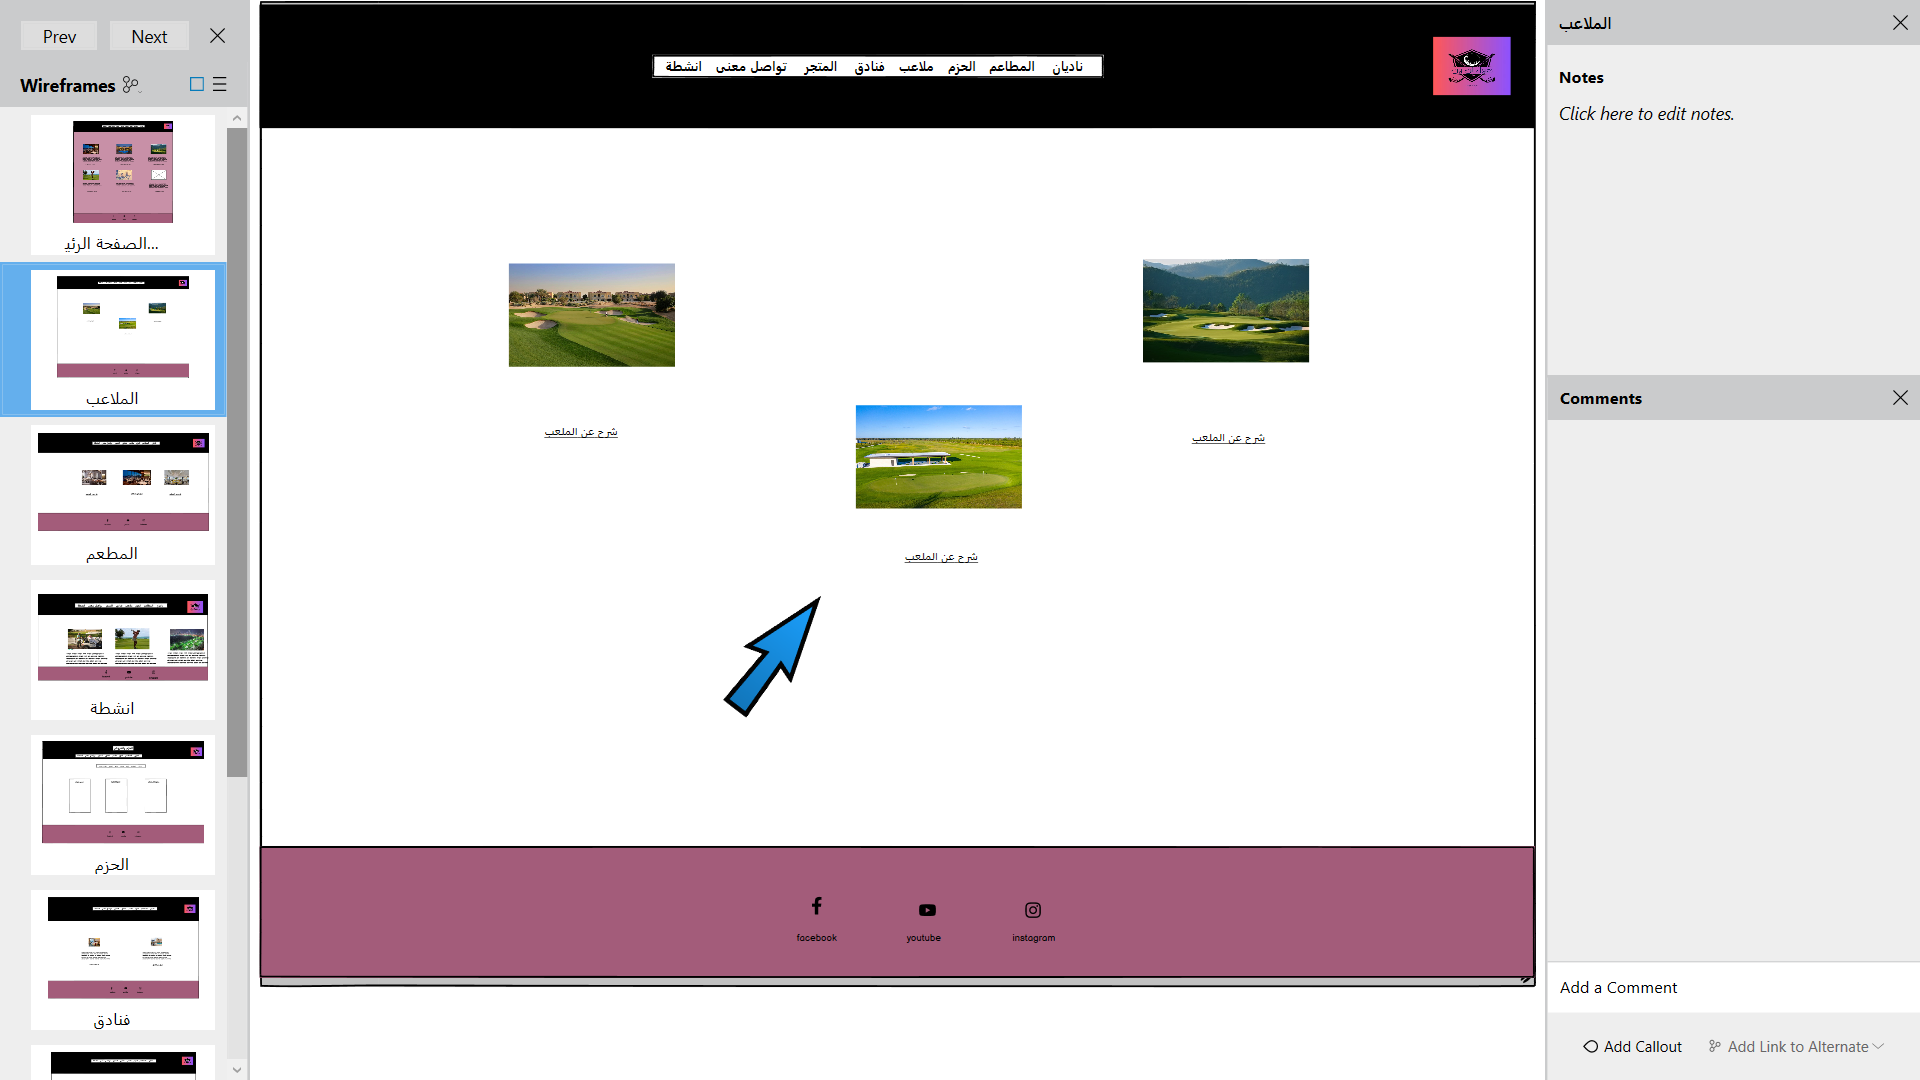 Prev
Next
Wireframes
الصفحة الرئي...
الملاعب
المطعم
انشطة
الحزم
فنادق
ناديان المطاعم الحزم ملاعب فنادق المتجر تواصل معنى انشطة
شرح عن الملعب
شرح عن الملعب
شرح عن الملعب
facebook
youtube
instagram
الملاعب
Notes
Click here to edit notes.
Comments
Add a Comment
Add Callout
Add Link to Alternate